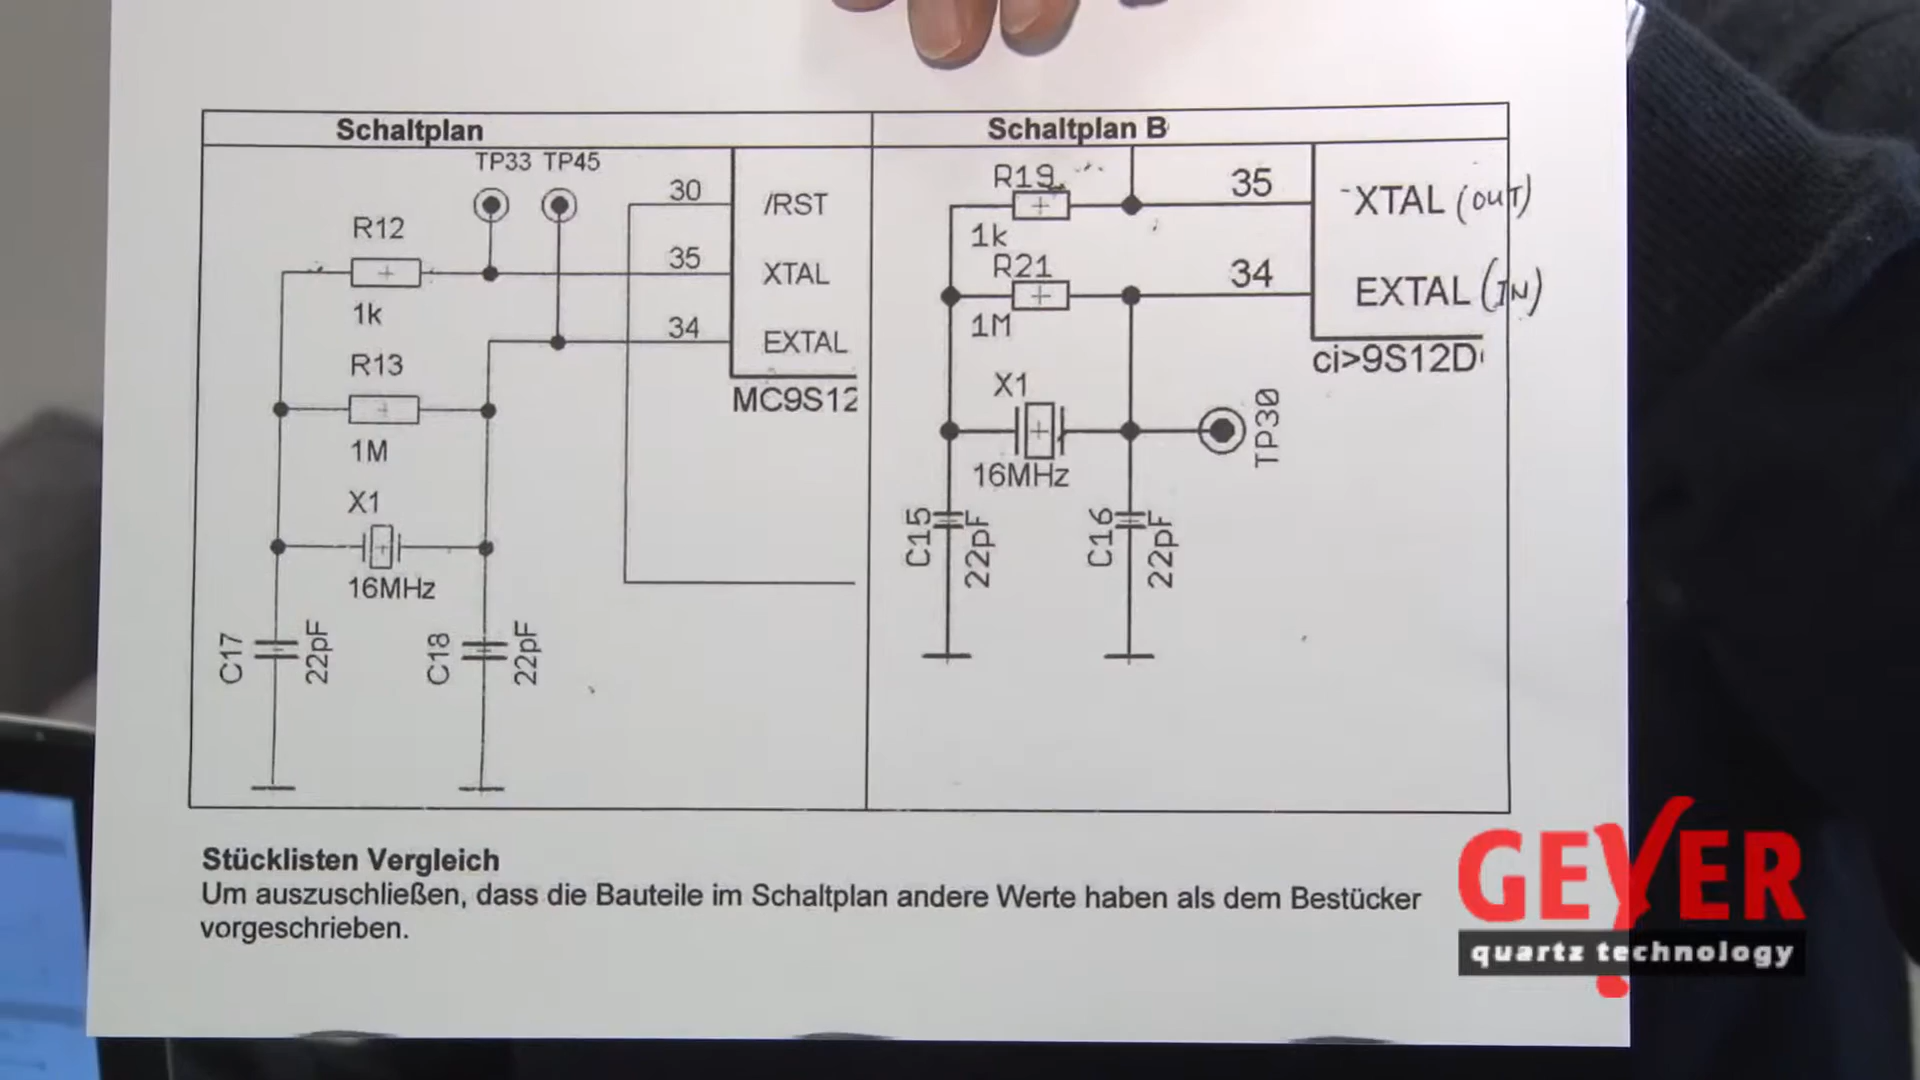 Schaltplan
TP33 TP45
R12
1k
R13
1M
X1
16MHz
C17
22pF
C18
22pF
30
/RST
35
XTAL
34
EXTAL
MC9S12
Schaltplan B
R19
1k
R21
1M
X1
16MHz
C15
22pF
C16
22pF
TP30
35
XTAL (OUT)
34
EXTAL (IN)
ci>9S12D
Stücklisten Vergleich
Um auszuschließen, dass die Bauteile im Schaltplan andere Werte haben als dem Bestücker
vorgeschrieben.
GEYER
quartz technology